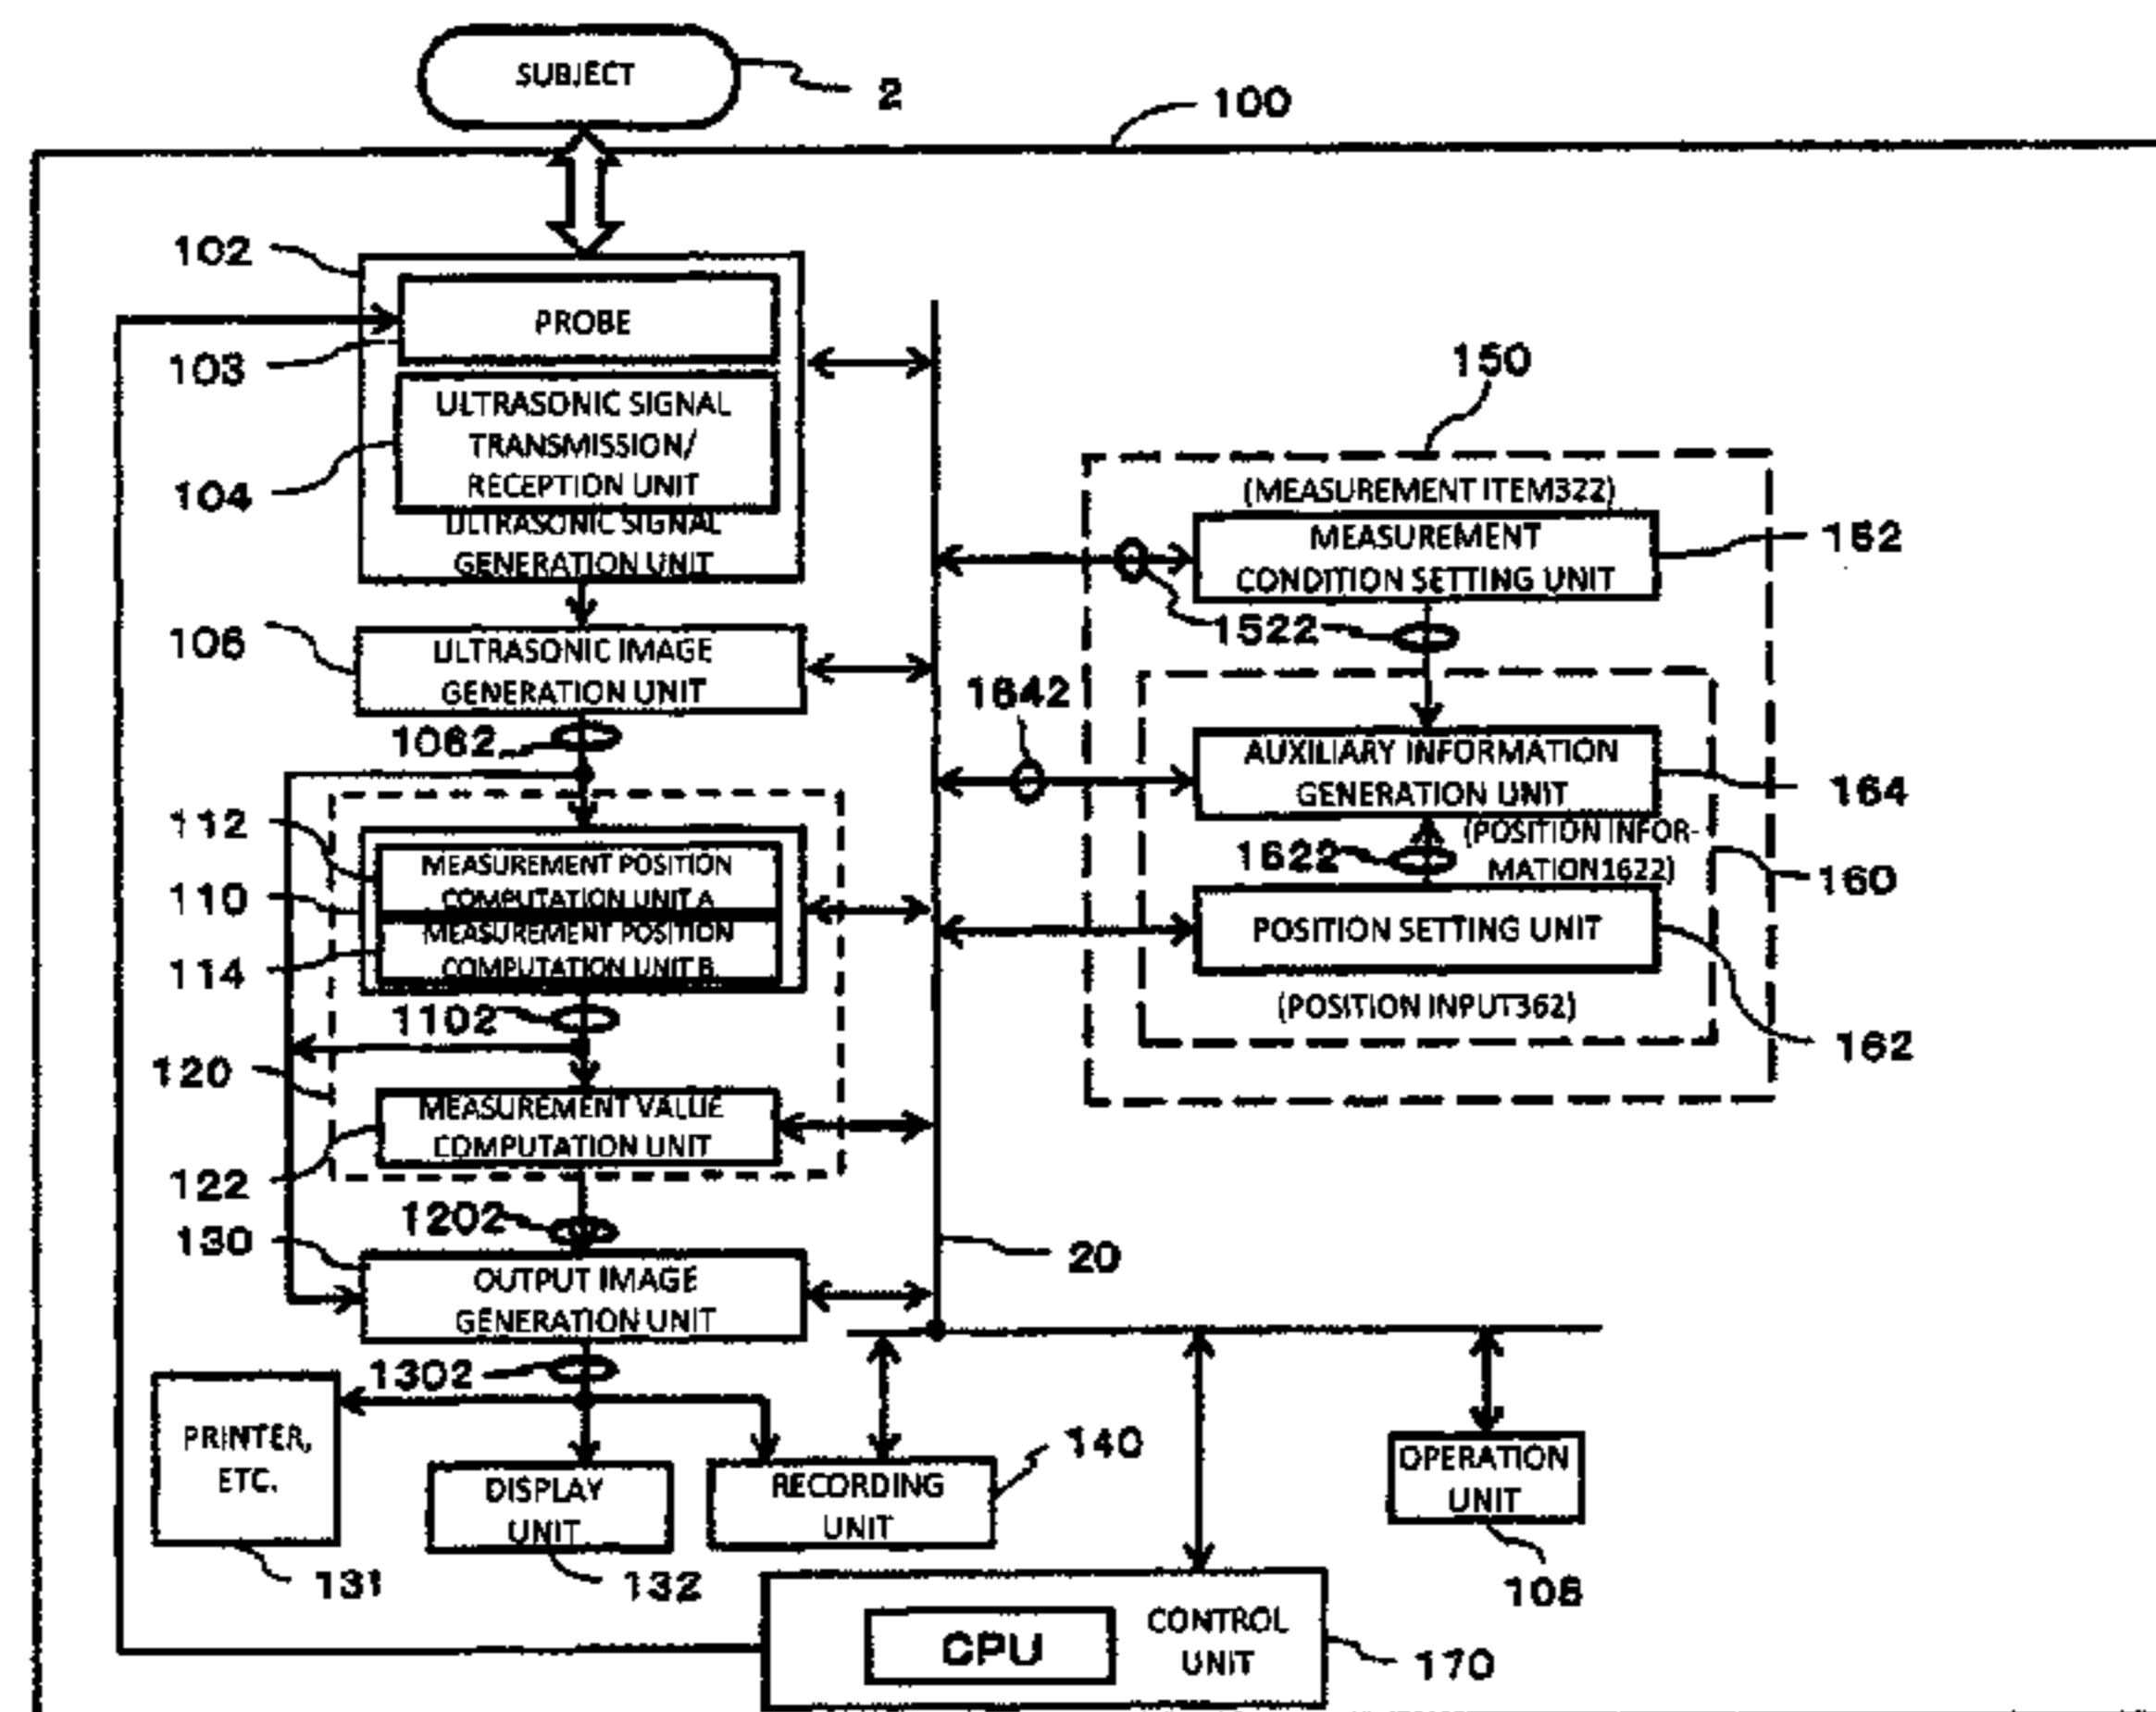 SUBJECT
2
100
102
PROBE
103
ULTRASONIC SIGNAL
TRANSMISSION/
RECEPTION UNIT
104
ULTRASONIC SIGNAL
GENERATION UNIT
106
ULTRASONIC IMAGE
GENERATION UNIT
1062
112
MEASUREMENT POSITION
COMPUTATION UNIT A
110
MEASUREMENT POSITION
COMPUTATION UNIT B
114
1102
120
MEASUREMENT VALUE
COMPUTATION UNIT
122
1202
130
OUTPUT IMAGE
GENERATION UNIT
1302
20
150
(MEASUREMENT ITEM322)
MEASUREMENT
CONDITION SETTING UNIT
152
1522
1642
AUXILIARY INFORMATION
GENERATION UNIT
164
(POSITION INFOR-
MATION1622)
1622
160
POSITION SETTING UNIT
(POSITION INPUT362)
162
PRINTER,
ETC.
131
DISPLAY
UNIT
132
RECORDING
UNIT
140
OPERATION
UNIT
108
CPU
CONTROL
UNIT
170